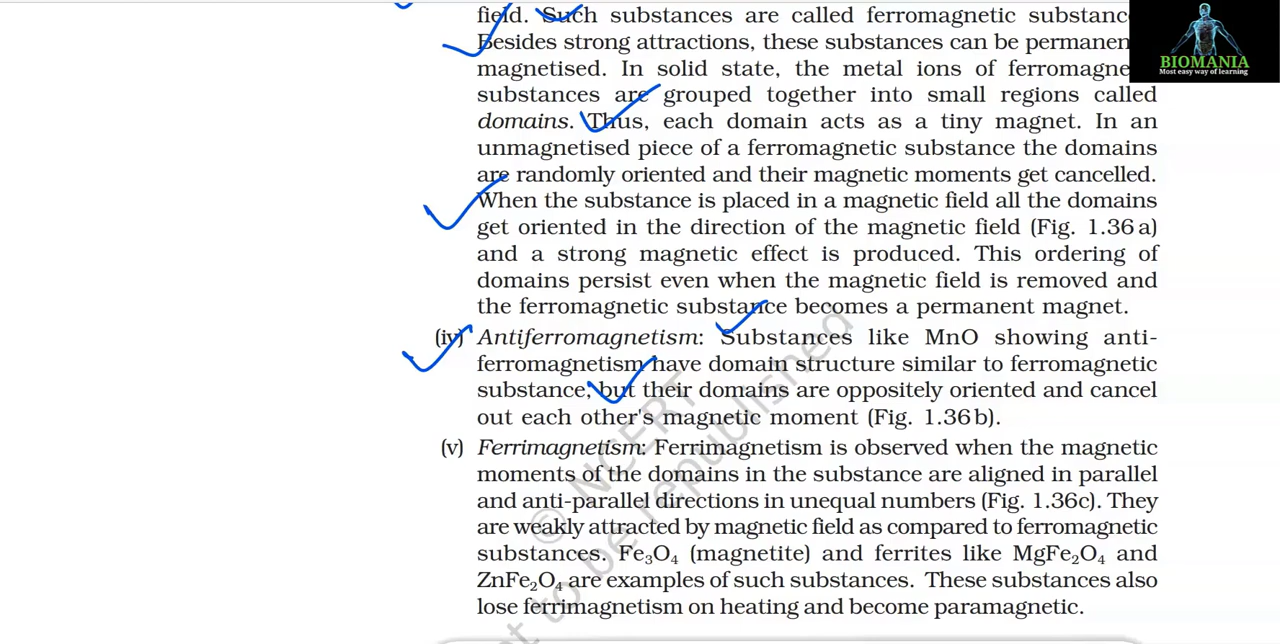 field. Such substances are called ferromagnetic substanc
Besides strong attractions, these substances can be permanen
magnetised. In solid state, the metal ions of ferromagne
substances are grouped together into small regions called
domains. Thus, each domain acts as a tiny magnet. In an
unmagnetised piece of a ferromagnetic substance the domains
are randomly oriented and their magnetic moments get cancelled.
When the substance is placed in a magnetic field all the domains
get oriented in the direction of the magnetic field (Fig. 1.36 a)
and a strong magnetic effect is produced. This ordering of
domains persist even when the magnetic field is removed and
the ferromagnetic substance becomes a permanent magnet.
(iv) Antiferromagnetism: Substances like MnO showing anti-
ferromagnetism have domain structure similar to ferromagnetic
substance, but their domains are oppositely oriented and cancel
out each other's magnetic moment (Fig. 1.36 b).
(v) Ferrimagnetism: Ferrimagnetism is observed when the magnetic
moments of the domains in the substance are aligned in parallel
and anti-parallel directions in unequal numbers (Fig. 1.36c). They
are weakly attracted by magnetic field as compared to ferromagnetic
substances. Fe₃O₄ (magnetite) and ferrites like MgFe₂O₄ and
ZnFe₂O₄ are examples of such substances. These substances also
lose ferrimagnetism on heating and become paramagnetic.
BIOMANIA
Most easy way of learning
© NCERT
t to be republished